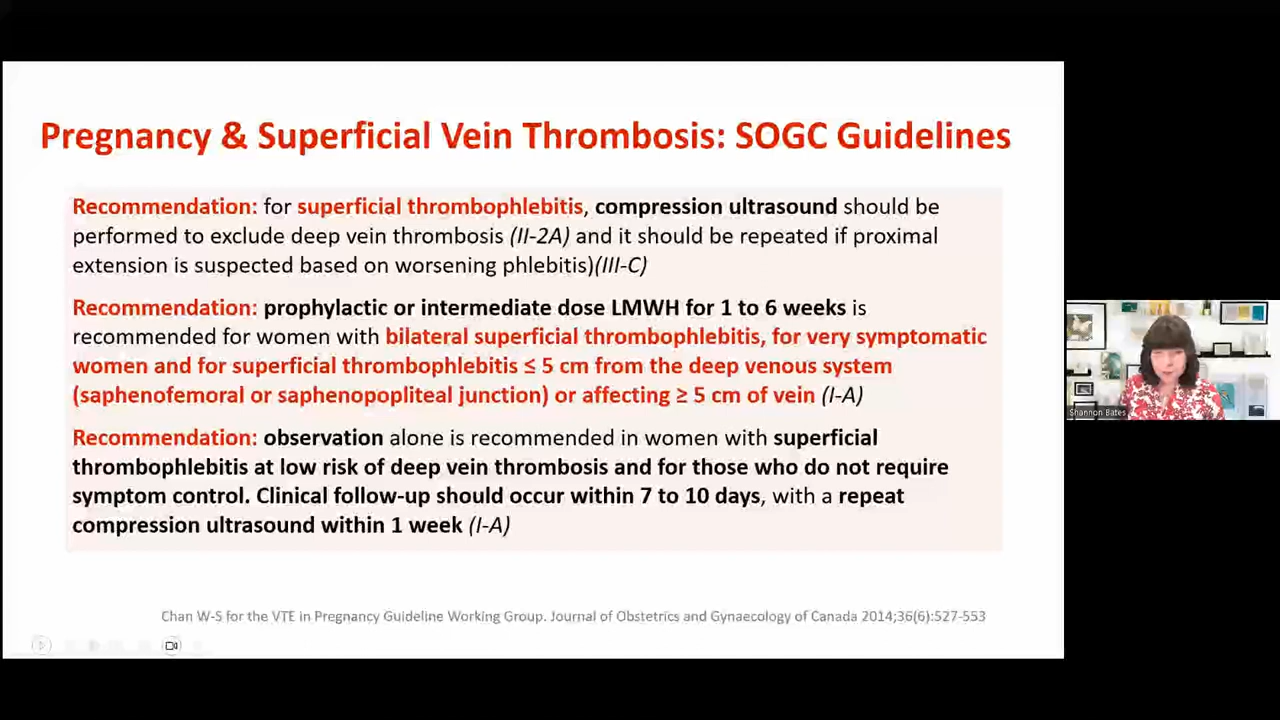 Pregnancy & Superficial Vein Thrombosis: SOGC Guidelines
Recommendation: for superficial thrombophlebitis, compression ultrasound should be
performed to exclude deep vein thrombosis (II-2A) and it should be repeated if proximal
extension is suspected based on worsening phlebitis)(III-C)
Recommendation: prophylactic or intermediate dose LMWH for 1 to 6 weeks is
recommended for women with bilateral superficial thrombophlebitis, for very symptomatic
women and for superficial thrombophlebitis ≤ 5 cm from the deep venous system
(saphenofemoral or saphenopopliteal junction) or affecting ≥ 5 cm of vein (I-A)
Recommendation: observation alone is recommended in women with superficial
thrombophlebitis at low risk of deep vein thrombosis and for those who do not require
symptom control. Clinical follow-up should occur within 7 to 10 days, with a repeat
compression ultrasound within 1 week (I-A)
Chan W-S for the VTE in Pregnancy Guideline Working Group. Journal of Obstetrics and Gynaecology of Canada 2014;36(6):527-553
Shannon Bates